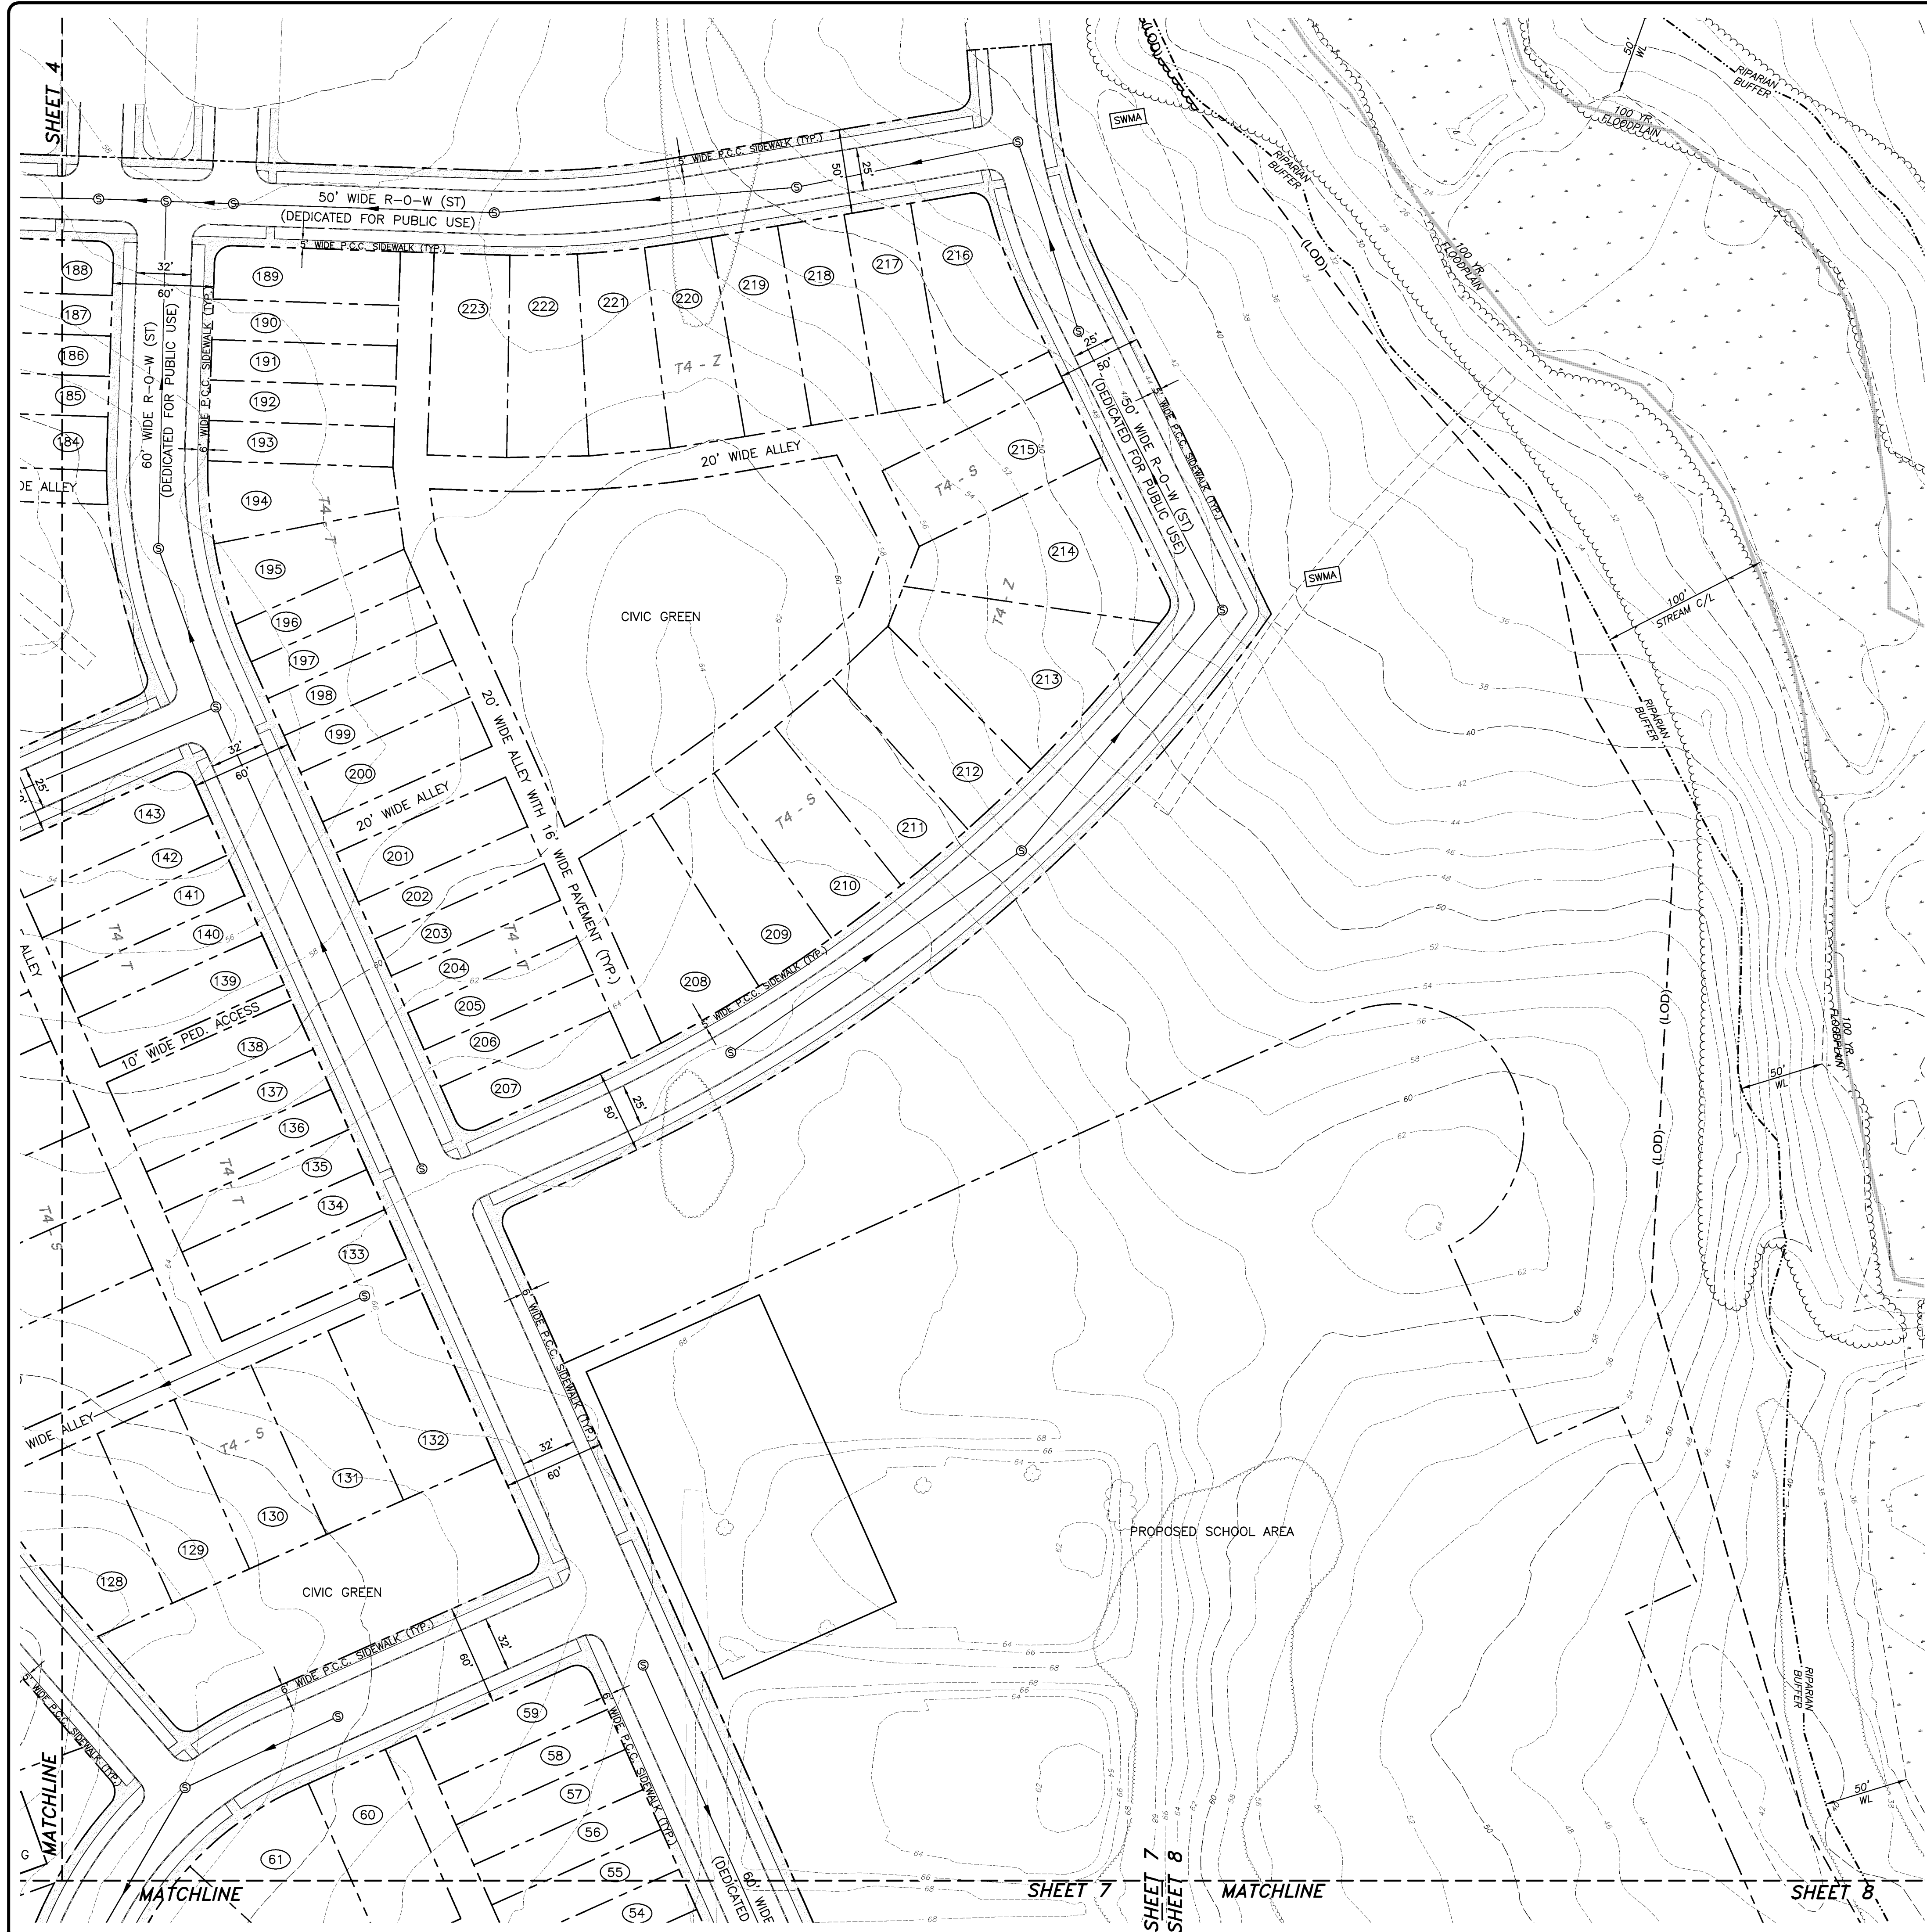 SHEET 4
MATCHLINE
50' WIDE R-O-W (ST)
(DEDICATED FOR PUBLIC USE)
5' WIDE P.C.C. SIDEWALK (TYP.)
5' WIDE P.C.C. SIDEWALK (TYP.)
50'
25'
SWMA
(LOD)
RIPARIAN
BUFFER
(LOD)
50'
WL
100 YR.
FLOODPLAIN
RIPARIAN
BUFFER
100 YR.
FLOODPLAIN
188
187
186
185
184
DE ALLEY
32'
60'
60' WIDE R-O-W (ST)
(DEDICATED FOR PUBLIC USE)
6' WIDE P.C.C. SIDEWALK (TYP.)
189
190
191
192
193
194
195
196
197
198
199
200
T4 - T
223
222
221
220
219
218
217
216
T4 - Z
20' WIDE ALLEY
215
T4 - S
214
T4 - Z
213
212
211
210
209
208
T4 - S
25'
50'
50' WIDE R-O-W (ST)
(DEDICATED FOR PUBLIC USE)
5' WIDE P.C.C. SIDEWALK (TYP.)
SWMA
100'
STREAM C/L
RIPARIAN
BUFFER
CIVIC GREEN
20' WIDE ALLEY WITH 16' WIDE PAVEMENT (TYP.)
20' WIDE ALLEY
32'
60'
25'
201
202
203
204
205
206
207
T4 - T
5' WIDE P.C.C. SIDEWALK (TYP.)
50'
25'
143
142
141
140
139
T4 - T
ALLEY
10' WIDE PED. ACCESS
138
137
136
135
134
133
T4 - T
T4 - S
WIDE ALLEY
132
131
130
129
128
T4 - S
CIVIC GREEN
6' WIDE P.C.C. SIDEWALK (TYP.)
32'
60'
6' WIDE P.C.C. SIDEWALK (TYP.)
60'
32'
5' WIDE P.C.C. SIDEWALK (TYP.)
59
58
57
56
55
54
60
61
6' WIDE P.C.C. SIDEWALK (TYP.)
60' WIDE
(DEDICATED
G
PROPOSED SCHOOL AREA
(LOD)
(LOD)
50'
WL
100 YR.
FLOODPLAIN
RIPARIAN
BUFFER
50'
WL
MATCHLINE
SHEET 7
SHEET 7
SHEET 8
MATCHLINE
SHEET 8